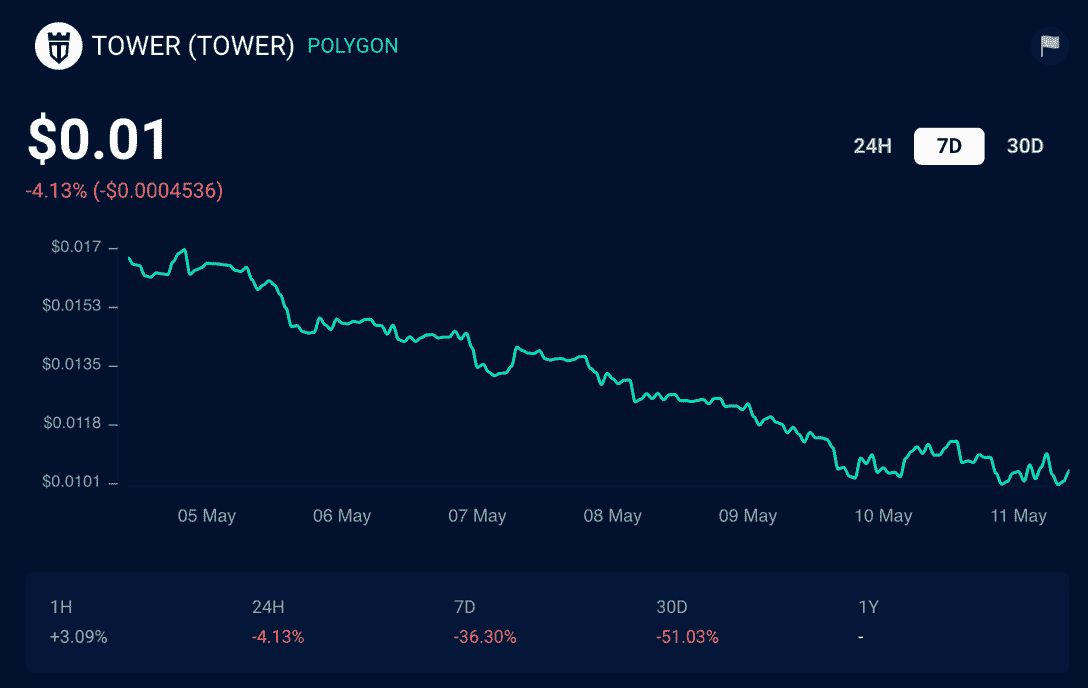 TOWER (TOWER) POLYGON
$0.01
24H 7D 30D
-4.13% (-$0.0004536)
$0.017
$0.0153
$0.0135
$0.0118
$0.0101
05 May 06 May 07 May 08 May 09 May 10 May 11 May
1H 24H 7D 30D 1Y
+3.09% -4.13% -36.30% -51.03% -